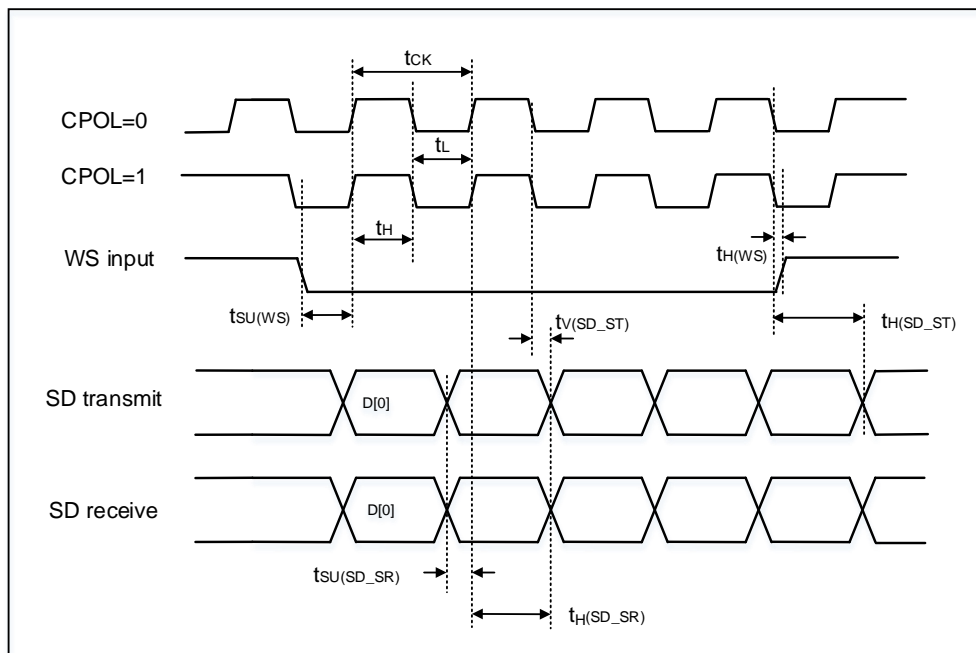 tCK
CPOL=0
tL
CPOL=1
tH
tH(WS)
WS input
tSU(WS)
tV(SD_ST)
tH(SD_ST)
SD transmit
D[0]
SD receive
D[0]
tSU(SD_SR)
tH(SD_SR)